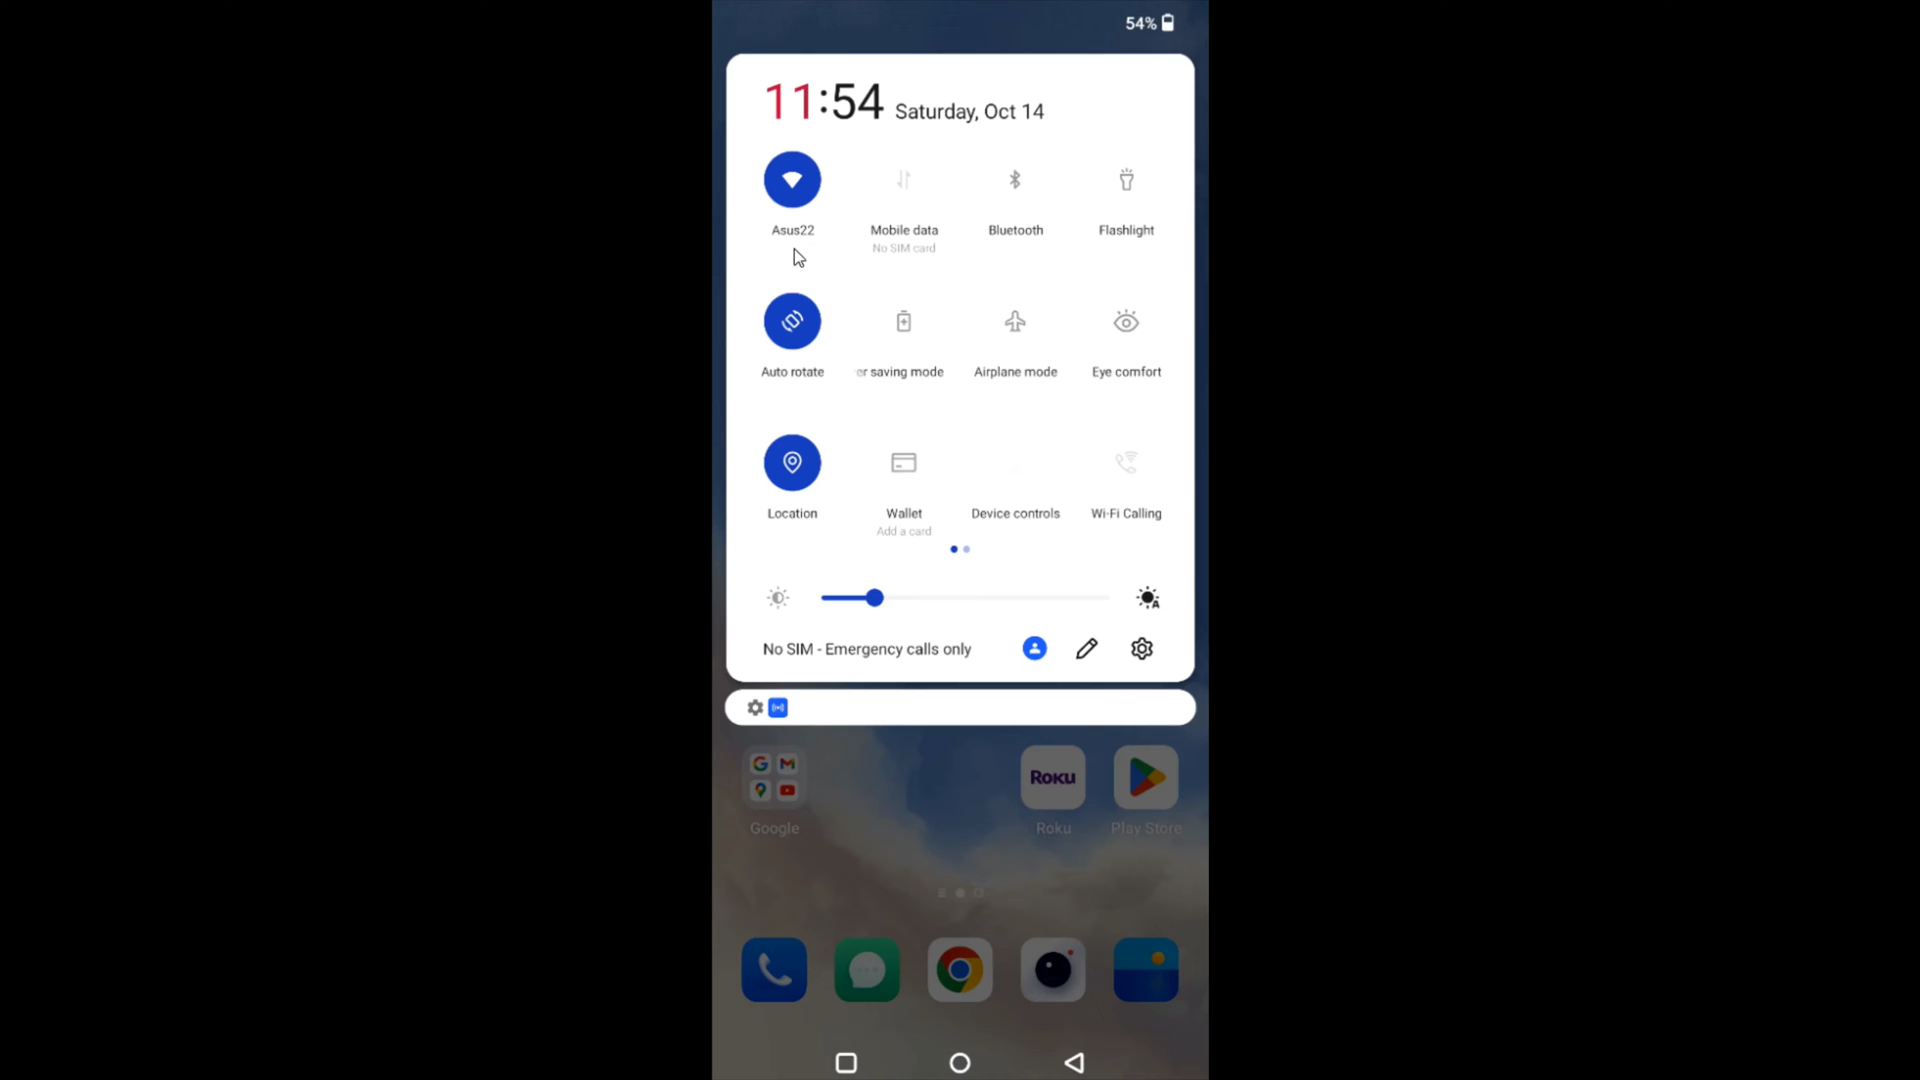 54%
11:54 Saturday, Oct 14
Asus22 Mobile data Bluetooth Flashlight
No SIM card
Auto rotate er saving mode Airplane mode Eye comfort
Location Wallet Device controls Wi-Fi Calling
Add a card
A
No SIM - Emergency calls only
Roku
Google Roku Play Store